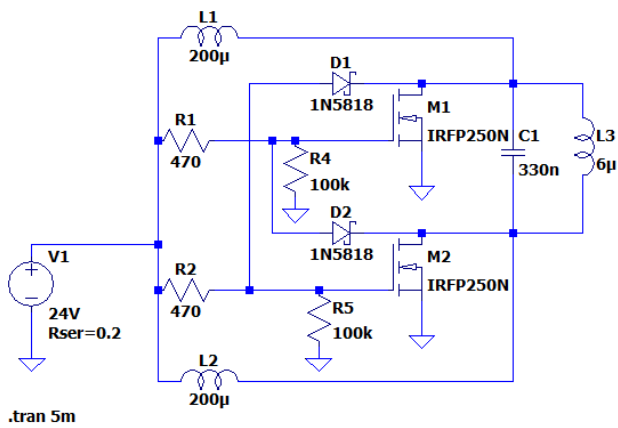 L1
200µ
D1
1N5818
M1
IRFP250N
R1
470
R4
100k
C1
330n
L3
6µ
D2
1N5818
M2
IRFP250N
V1
24V
Rser=0.2
R2
470
R5
100k
L2
200µ
.tran 5m